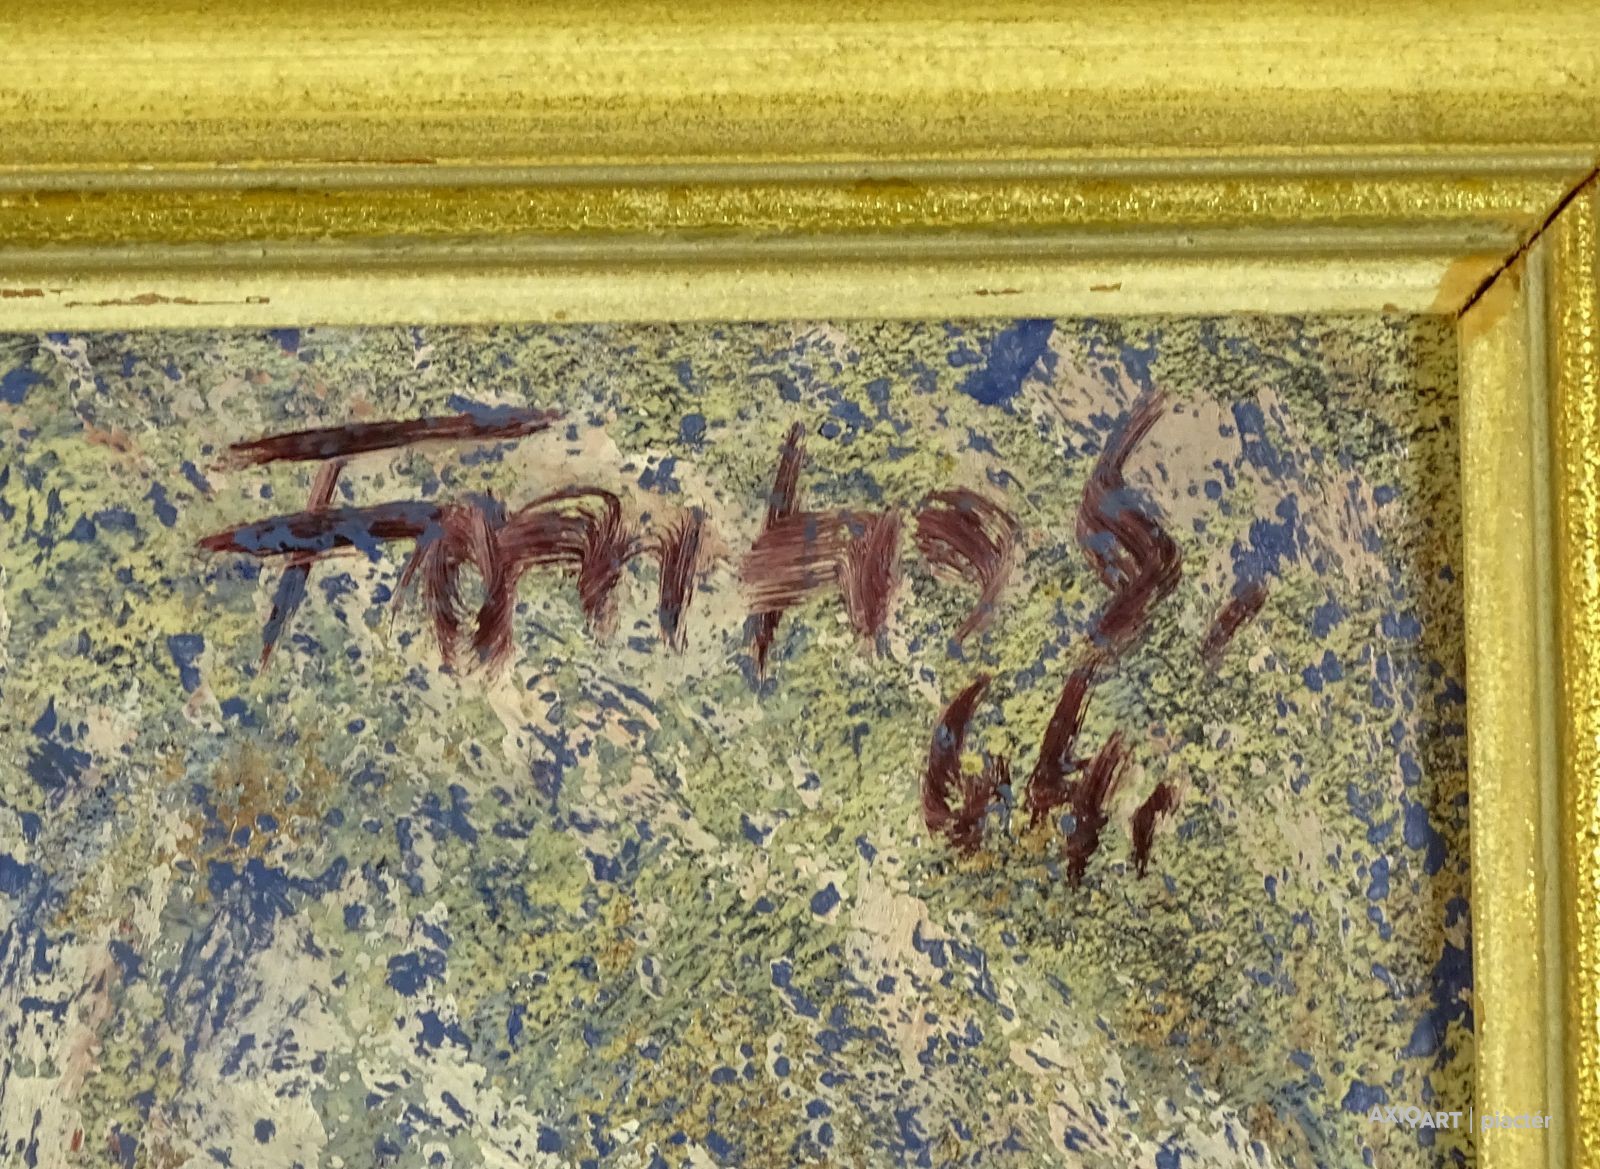 Farkas S.
64.
AXIOART | piactér